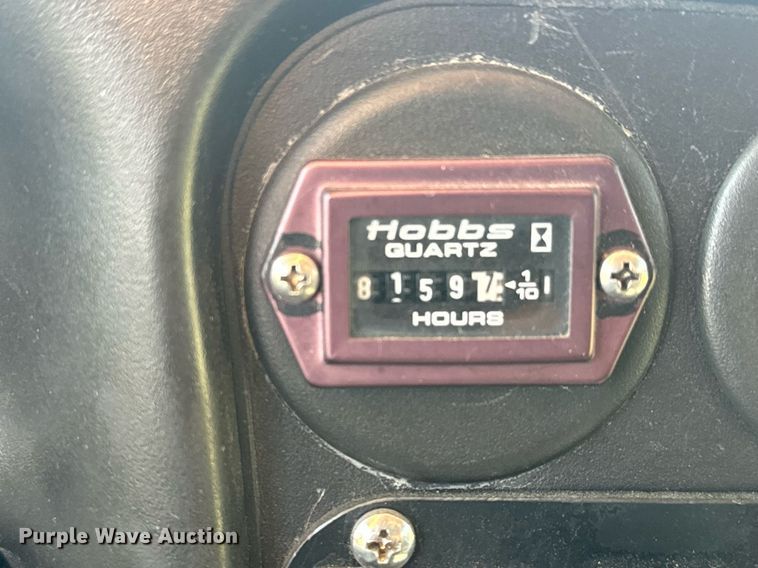 Hobbs
QUARTZ
8 1 5 9 7 1/10
HOURS
Purple Wave Auction